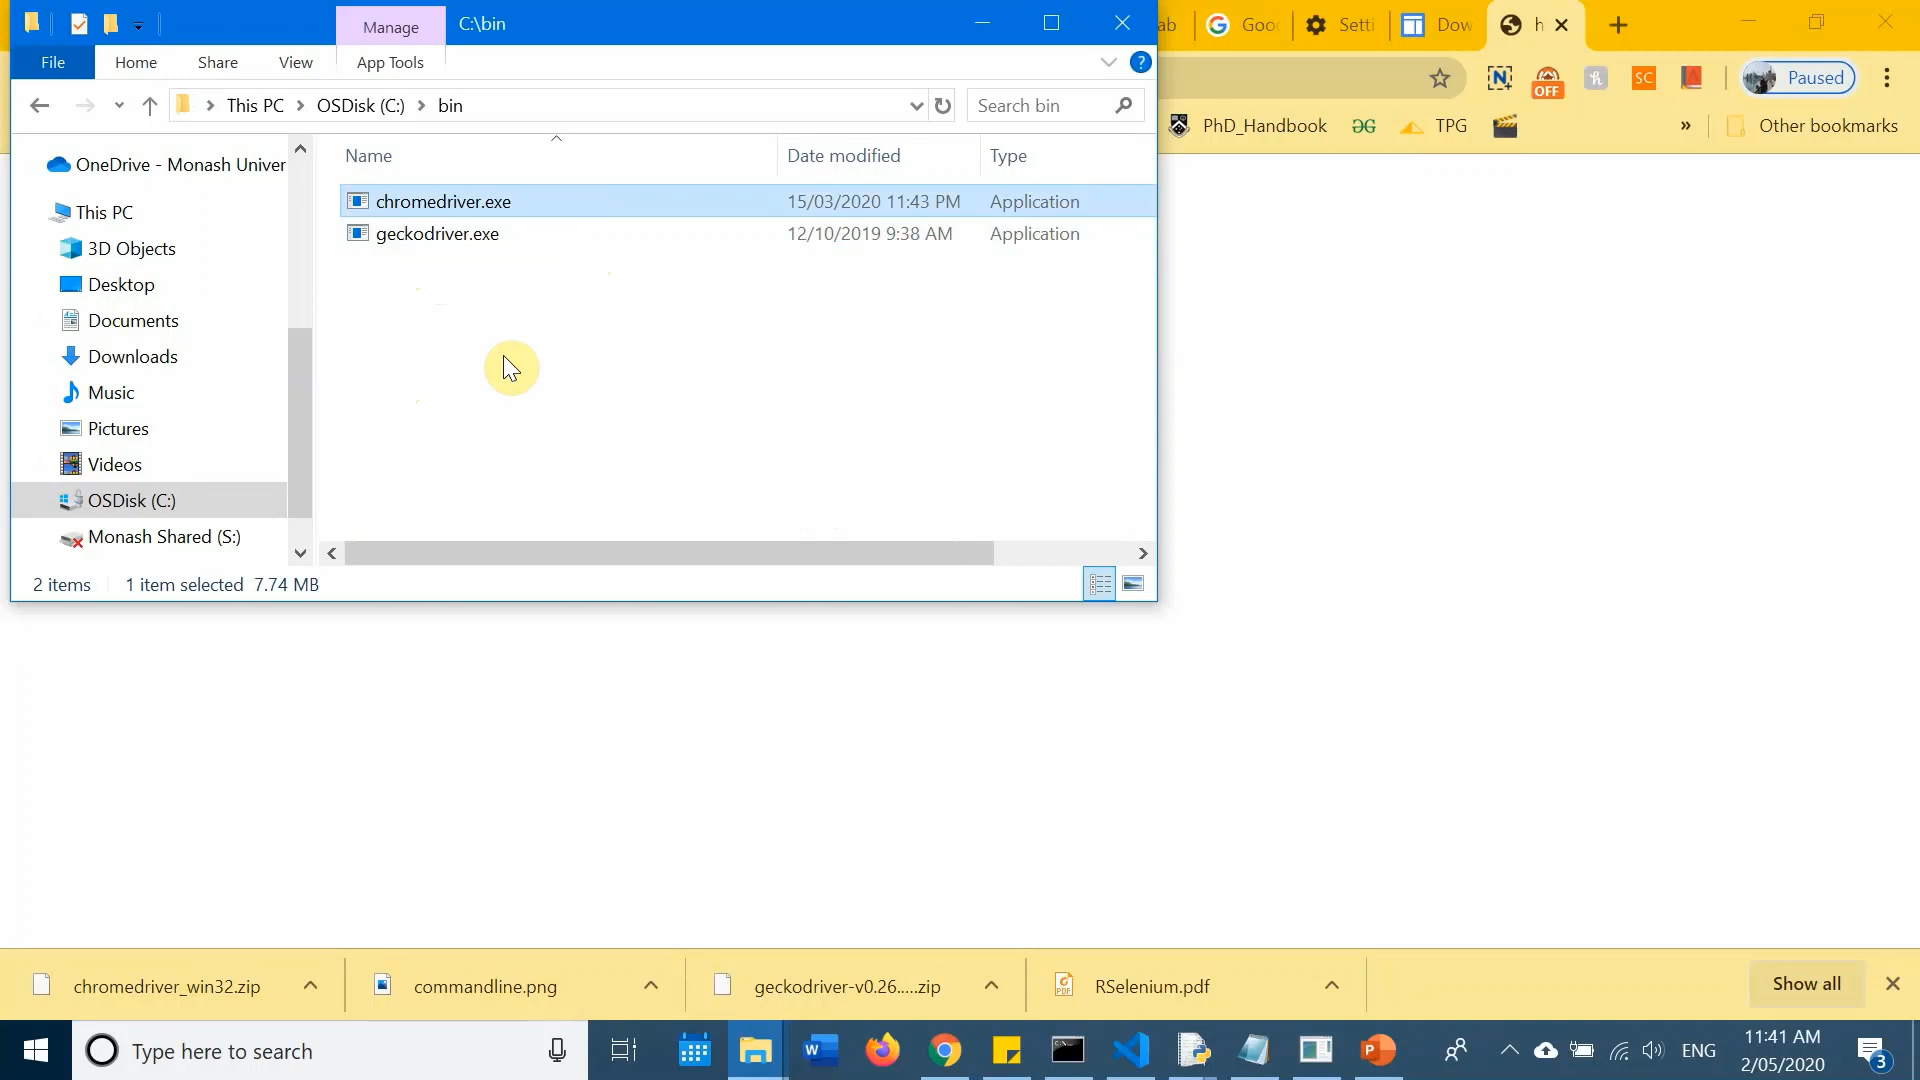 Manage
C:\bin
ab
Goo
Setti
Dow
h
File
Home
Share
View
App Tools
?
OFF
SC
Paused
This PC
OSDisk (C:)
bin
Search bin
PhD_Handbook
TPG
»
Other bookmarks
Name
Date modified
Type
OneDrive - Monash Univer
This PC
3D Objects
Desktop
Documents
Downloads
Music
Pictures
Videos
OSDisk (C:)
Monash Shared (S:)
chromedriver.exe
15/03/2020 11:43 PM
Application
geckodriver.exe
12/10/2019 9:38 AM
Application
2 items
1 item selected 7.74 MB
chromedriver_win32.zip
commandline.png
geckodriver-v0.26.....zip
RSelenium.pdf
Show all
Type here to search
ENG
11:41 AM
2/05/2020
3